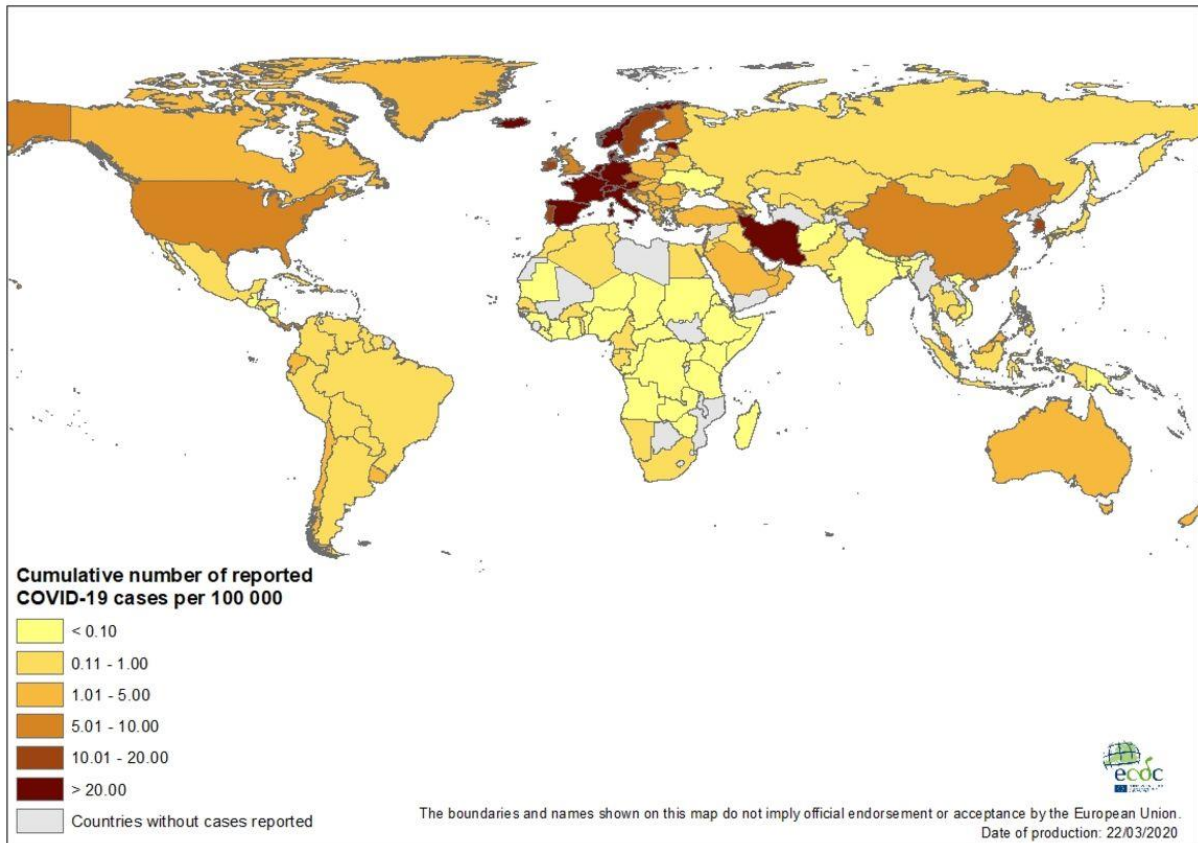 Cumulative number of reported
COVID-19 cases per 100 000
< 0.10
0.11 - 1.00
1.01 - 5.00
5.01 - 10.00
10.01 - 20.00
> 20.00
Countries without cases reported
ecdc
The boundaries and names shown on this map do not imply official endorsement or acceptance by the European Union.
Date of production: 22/03/2020